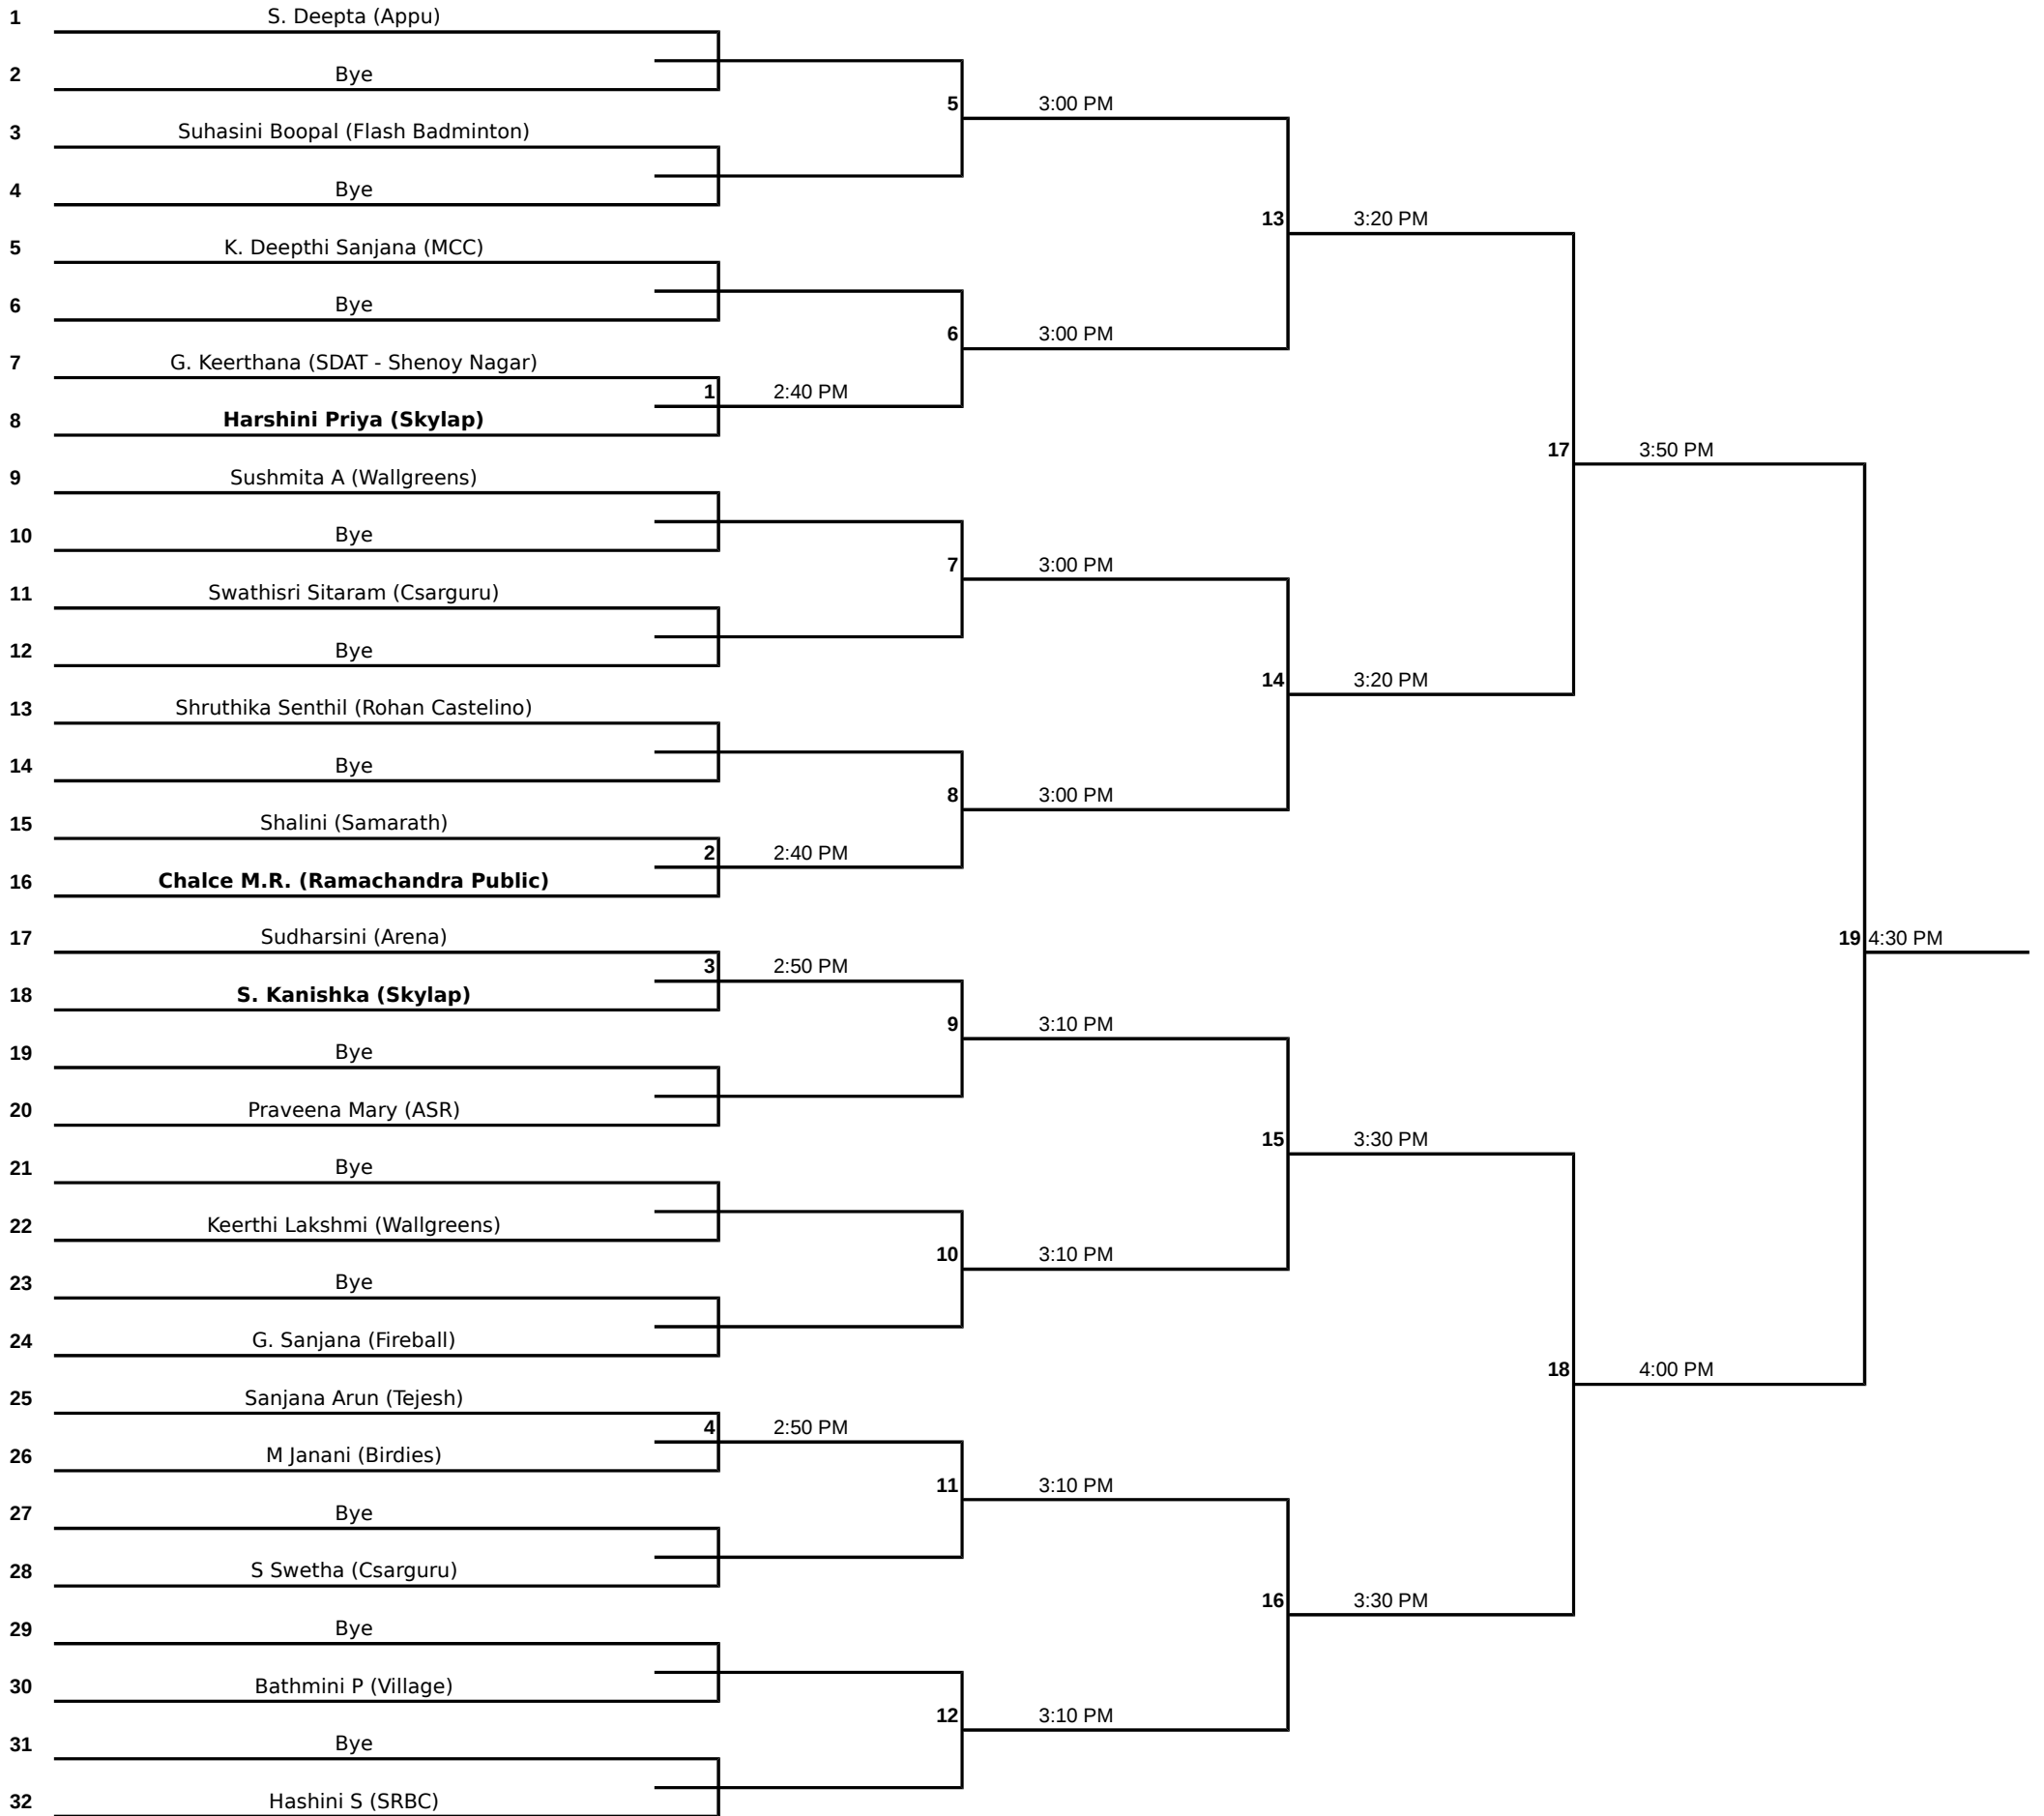 1 S. Deepta (Appu)
2 Bye
5 3:00 PM
3 Suhasini Boopal (Flash Badminton)
4 Bye
13 3:20 PM
5 K. Deepthi Sanjana (MCC)
6 Bye
6 3:00 PM
7 G. Keerthana (SDAT - Shenoy Nagar)
1 2:40 PM
8 Harshini Priya (Skylap)
17 3:50 PM
9 Sushmita A (Wallgreens)
10 Bye
7 3:00 PM
11 Swathisri Sitaram (Csarguru)
12 Bye
14 3:20 PM
13 Shruthika Senthil (Rohan Castelino)
14 Bye
8 3:00 PM
15 Shalini (Samarath)
2 2:40 PM
16 Chalce M.R. (Ramachandra Public)
17 Sudharsini (Arena)
19 4:30 PM
3 2:50 PM
18 S. Kanishka (Skylap)
9 3:10 PM
19 Bye
20 Praveena Mary (ASR)
15 3:30 PM
21 Bye
22 Keerthi Lakshmi (Wallgreens)
10 3:10 PM
23 Bye
24 G. Sanjana (Fireball)
18 4:00 PM
25 Sanjana Arun (Tejesh)
4 2:50 PM
26 M Janani (Birdies)
11 3:10 PM
27 Bye
28 S Swetha (Csarguru)
16 3:30 PM
29 Bye
30 Bathmini P (Village)
12 3:10 PM
31 Bye
32 Hashini S (SRBC)